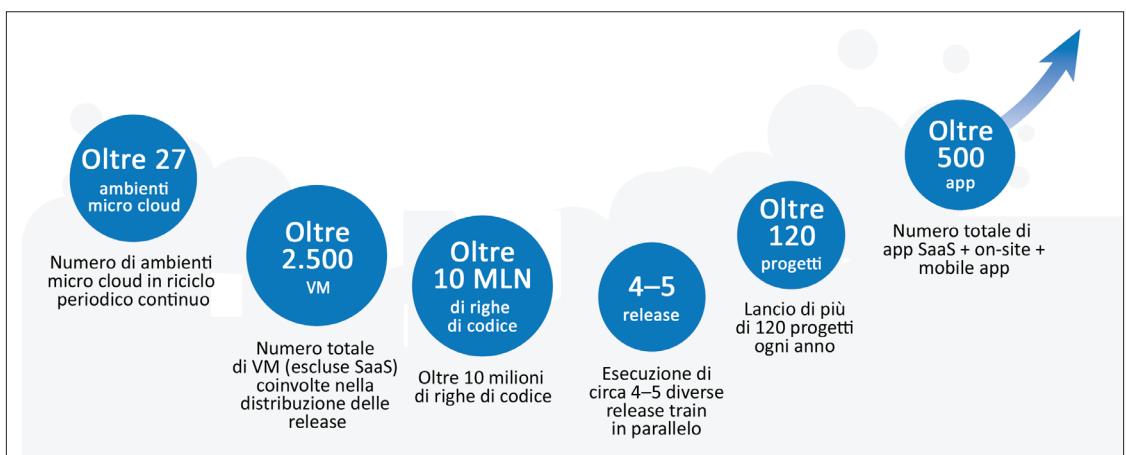 Oltre 27
ambienti
micro cloud
Numero di ambienti
micro cloud in riciclo
periodico continuo
Oltre
2.500
VM
Numero totale
di VM (escluse SaaS)
coinvolte nella
distribuzione delle
release
Oltre
10 MLN
di righe
di codice
Oltre 10 milioni
di righe di codice
4–5
release
Esecuzione di
circa 4–5 diverse
release train
in parallelo
Oltre
120
progetti
Lancio di più
di 120 progetti
ogni anno
Oltre
500
app
Numero totale di
app SaaS + on-site +
mobile app